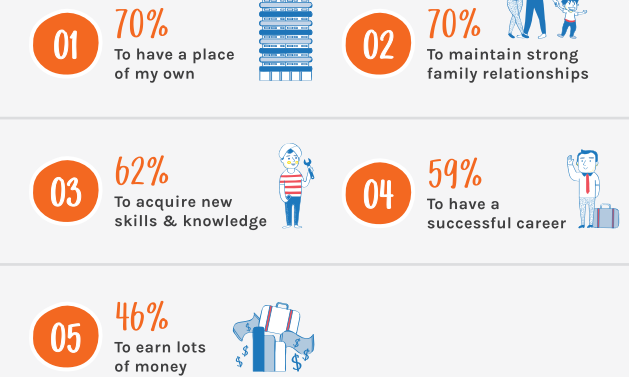 01
70%
To have a place
of my own
02
70%
To maintain strong
family relationships
03
62%
To acquire new
skills & knowledge
04
59%
To have a
successful career
05
46%
To earn lots
of money
$
$
$
$